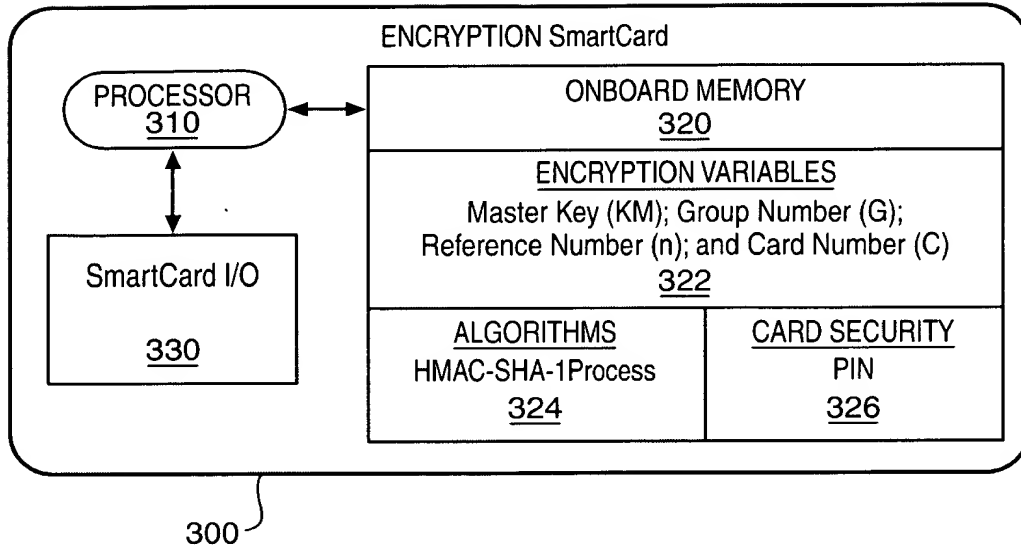 ENCRYPTION SmartCard
PROCESSOR
310
SmartCard I/O
330
ONBOARD MEMORY
320
ENCRYPTION VARIABLES
Master Key (KM); Group Number (G);
Reference Number (n); and Card Number (C)
322
ALGORITHMS
HMAC-SHA-1Process
324
CARD SECURITY
PIN
326
300